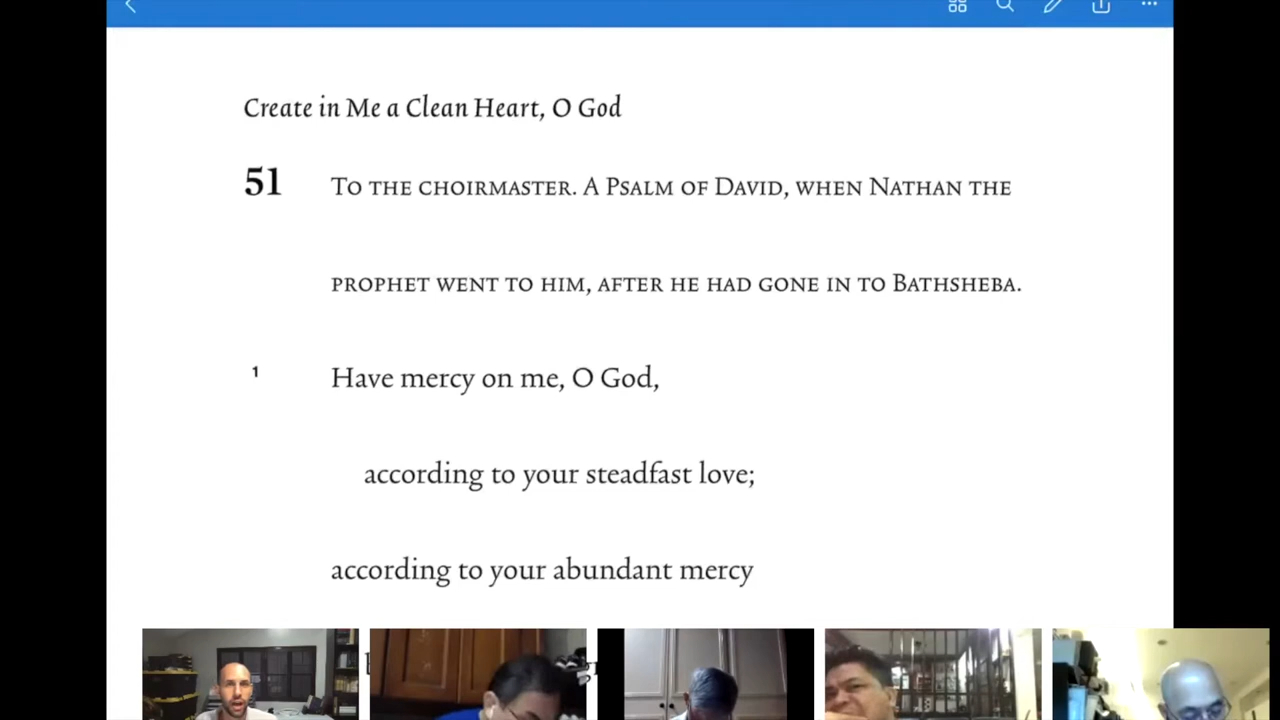 Create in Me a Clean Heart, O God
51 To the choirmaster. A Psalm of David, when Nathan the
prophet went to him, after he had gone in to Bathsheba.
1 Have mercy on me, O God,
according to your steadfast love;
according to your abundant mercy